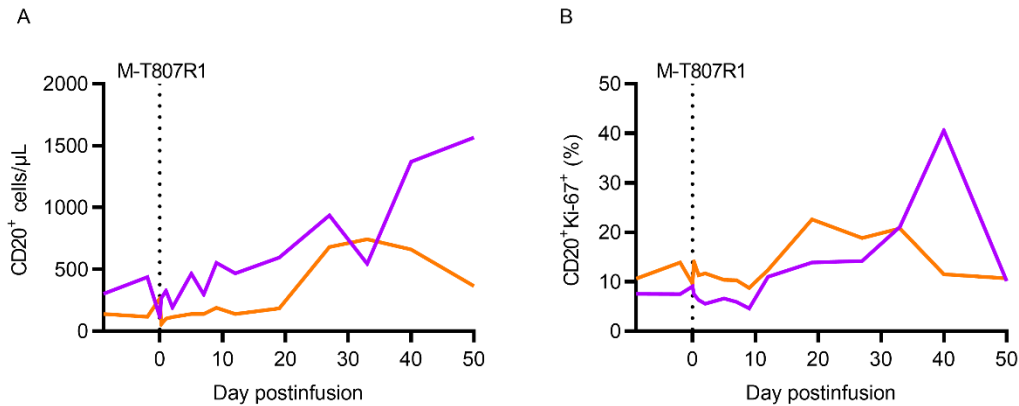 A
M-T807R1
2000
1500
1000
500
0
CD20⁺ cells/µL
0 10 20 30 40 50
Day postinfusion
B
M-T807R1
50
40
30
20
10
0
CD20⁺Ki-67⁺ (%)
0 10 20 30 40 50
Day postinfusion